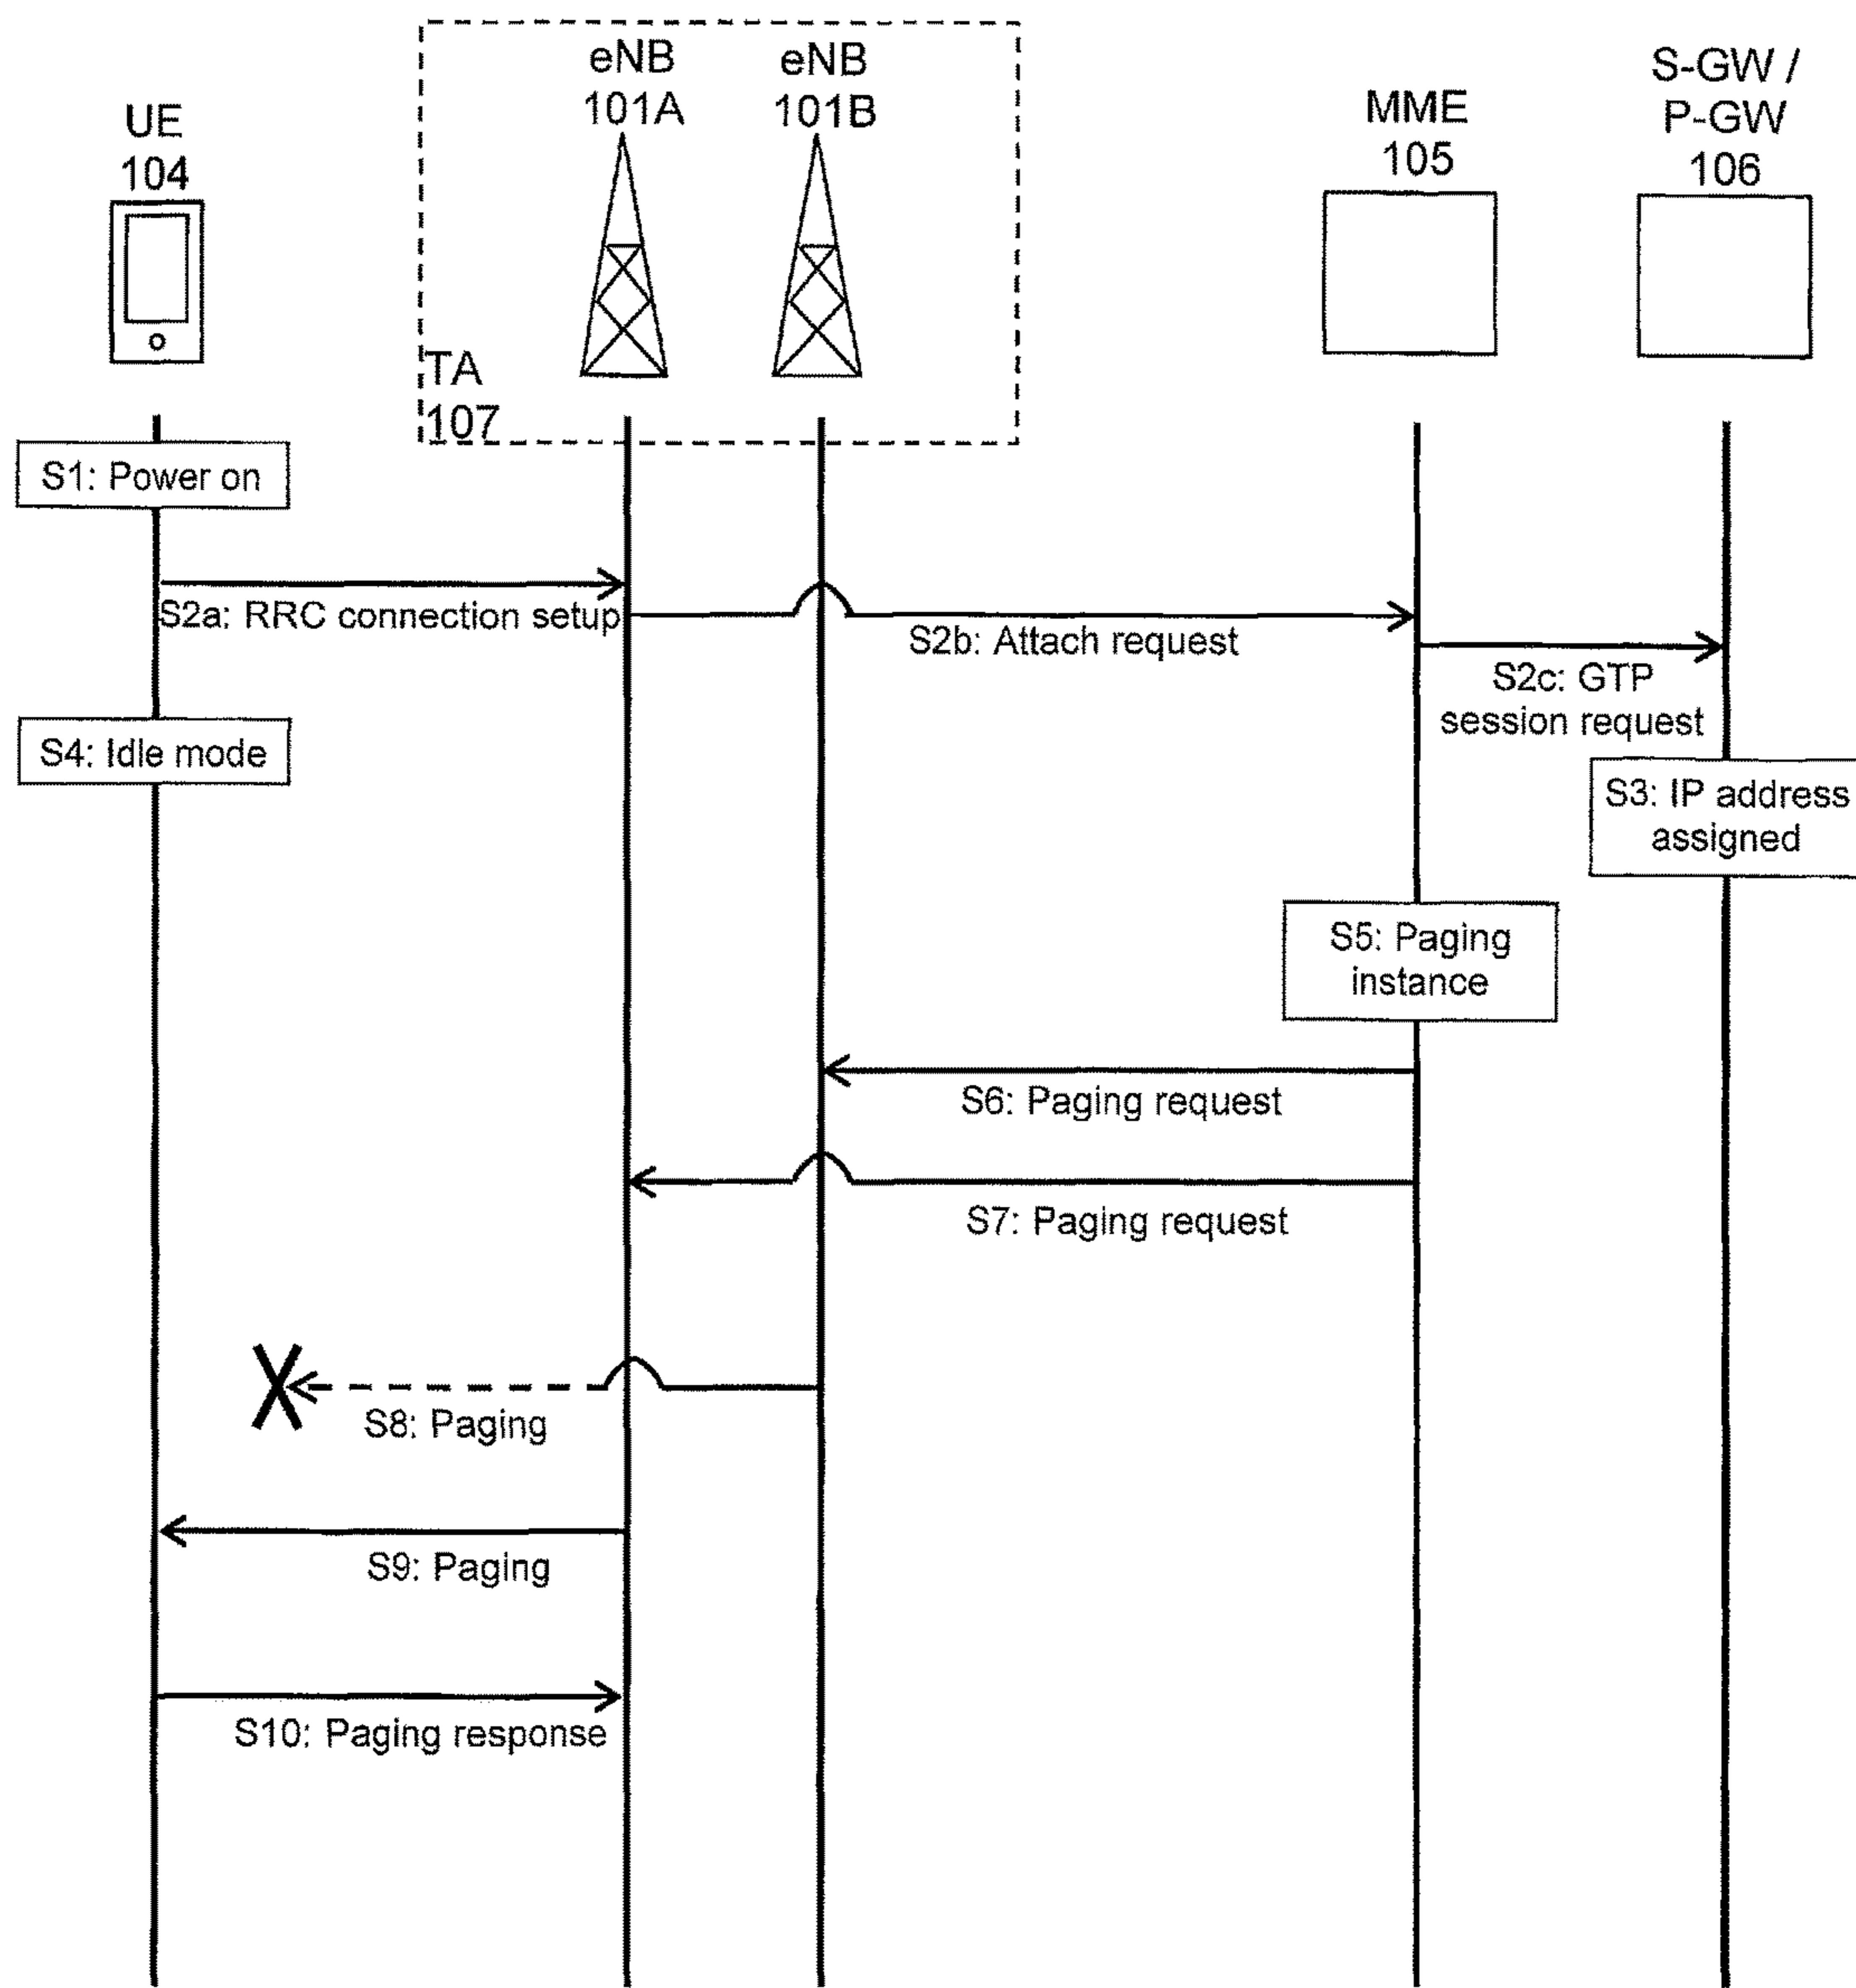 UE
104
eNB
101A
eNB
101B
MME
105
S-GW /
P-GW
106
TA
107
S1: Power on
S2a: RRC connection setup
S2b: Attach request
S2c: GTP
session request
S4: Idle mode
S3: IP address
assigned
S5: Paging
instance
S6: Paging request
S7: Paging request
S8: Paging
S9: Paging
S10: Paging response